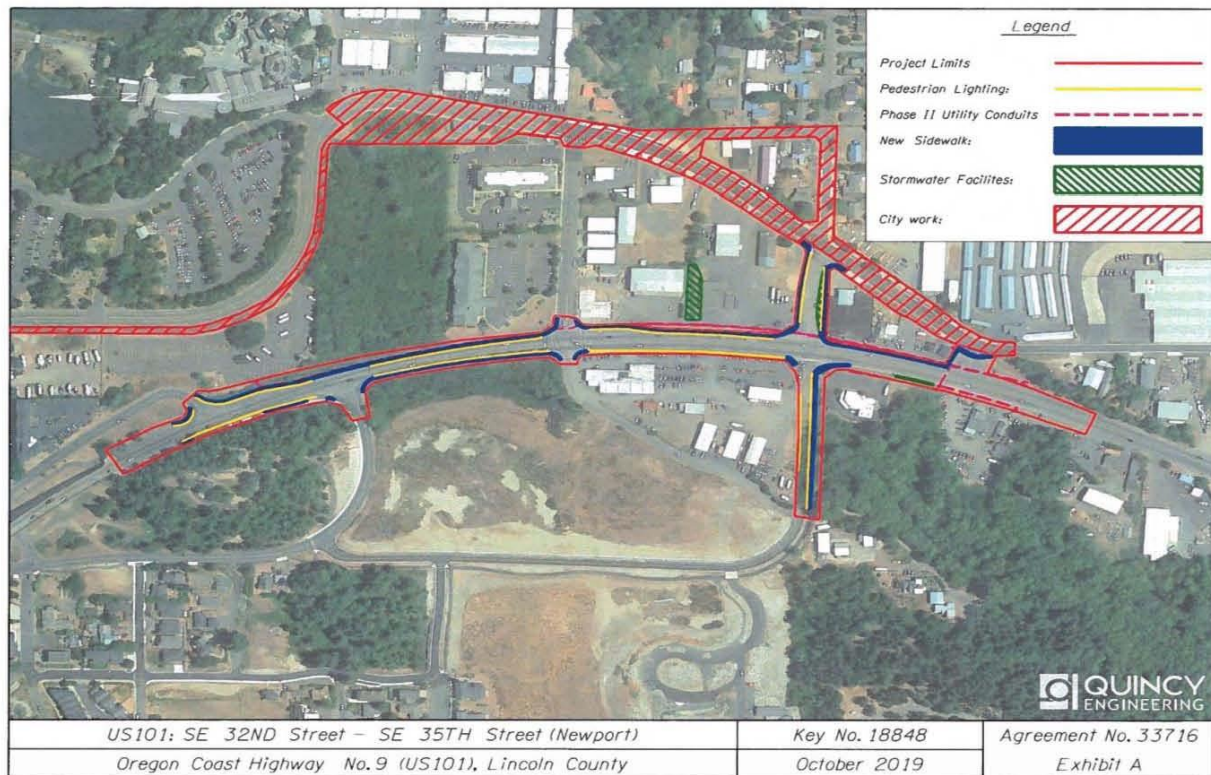 Legend
Project Limits
Pedestrian Lighting:
Phase II Utility Conduits
New Sidewalk:
Stormwater Facilites:
City work:
QUINCY
ENGINEERING
US101: SE 32ND Street - SE 35TH Street (Newport)
Key No. 18848
Agreement No. 33716
Oregon Coast Highway No. 9 (US101), Lincoln County
October 2019
Exhibit A